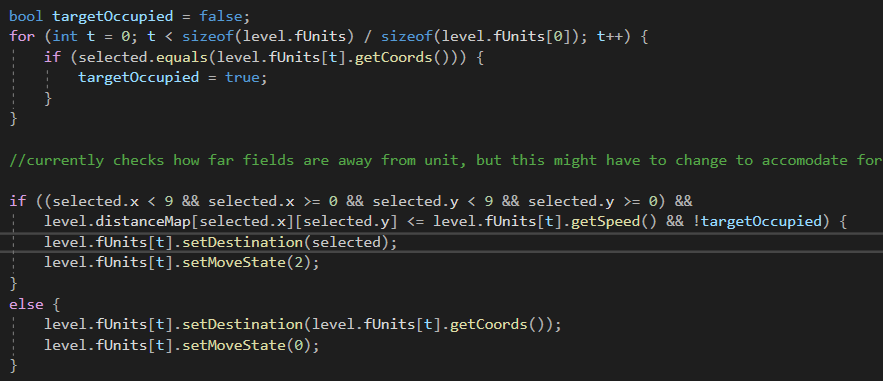 bool targetOccupied = false;
for (int t = 0; t < sizeof(level.fUnits) / sizeof(level.fUnits[0]); t++) {
if (selected.equals(level.fUnits[t].getCoords())) {
targetOccupied = true;
}
}
//currently checks how far fields are away from unit, but this might have to change to accomodate for
if ((selected.x < 9 && selected.x >= 0 && selected.y < 9 && selected.y >= 0) &&
level.distanceMap[selected.x][selected.y] <= level.fUnits[t].getSpeed() && !targetOccupied) {
level.fUnits[t].setDestination(selected);
level.fUnits[t].setMoveState(2);
}
else {
level.fUnits[t].setDestination(level.fUnits[t].getCoords());
level.fUnits[t].setMoveState(0);
}